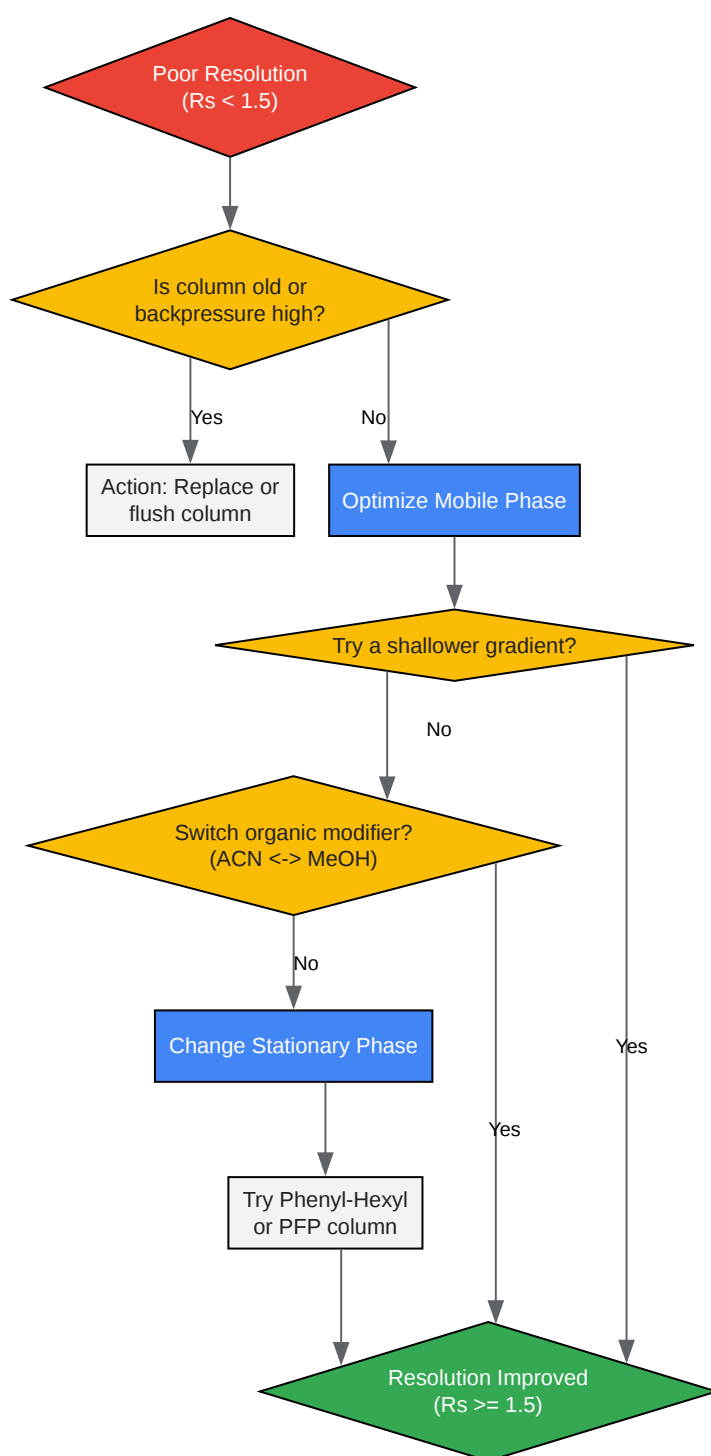 Poor Resolution
(Rs < 1.5)
Is column old or
backpressure high?
Yes
No
Action: Replace or
flush column
Optimize Mobile Phase
Try a shallower gradient?
No
Switch organic modifier?
(ACN <-> MeOH)
No
Change Stationary Phase
Yes
Yes
Try Phenyl-Hexyl
or PFP column
Resolution Improved
(Rs >= 1.5)